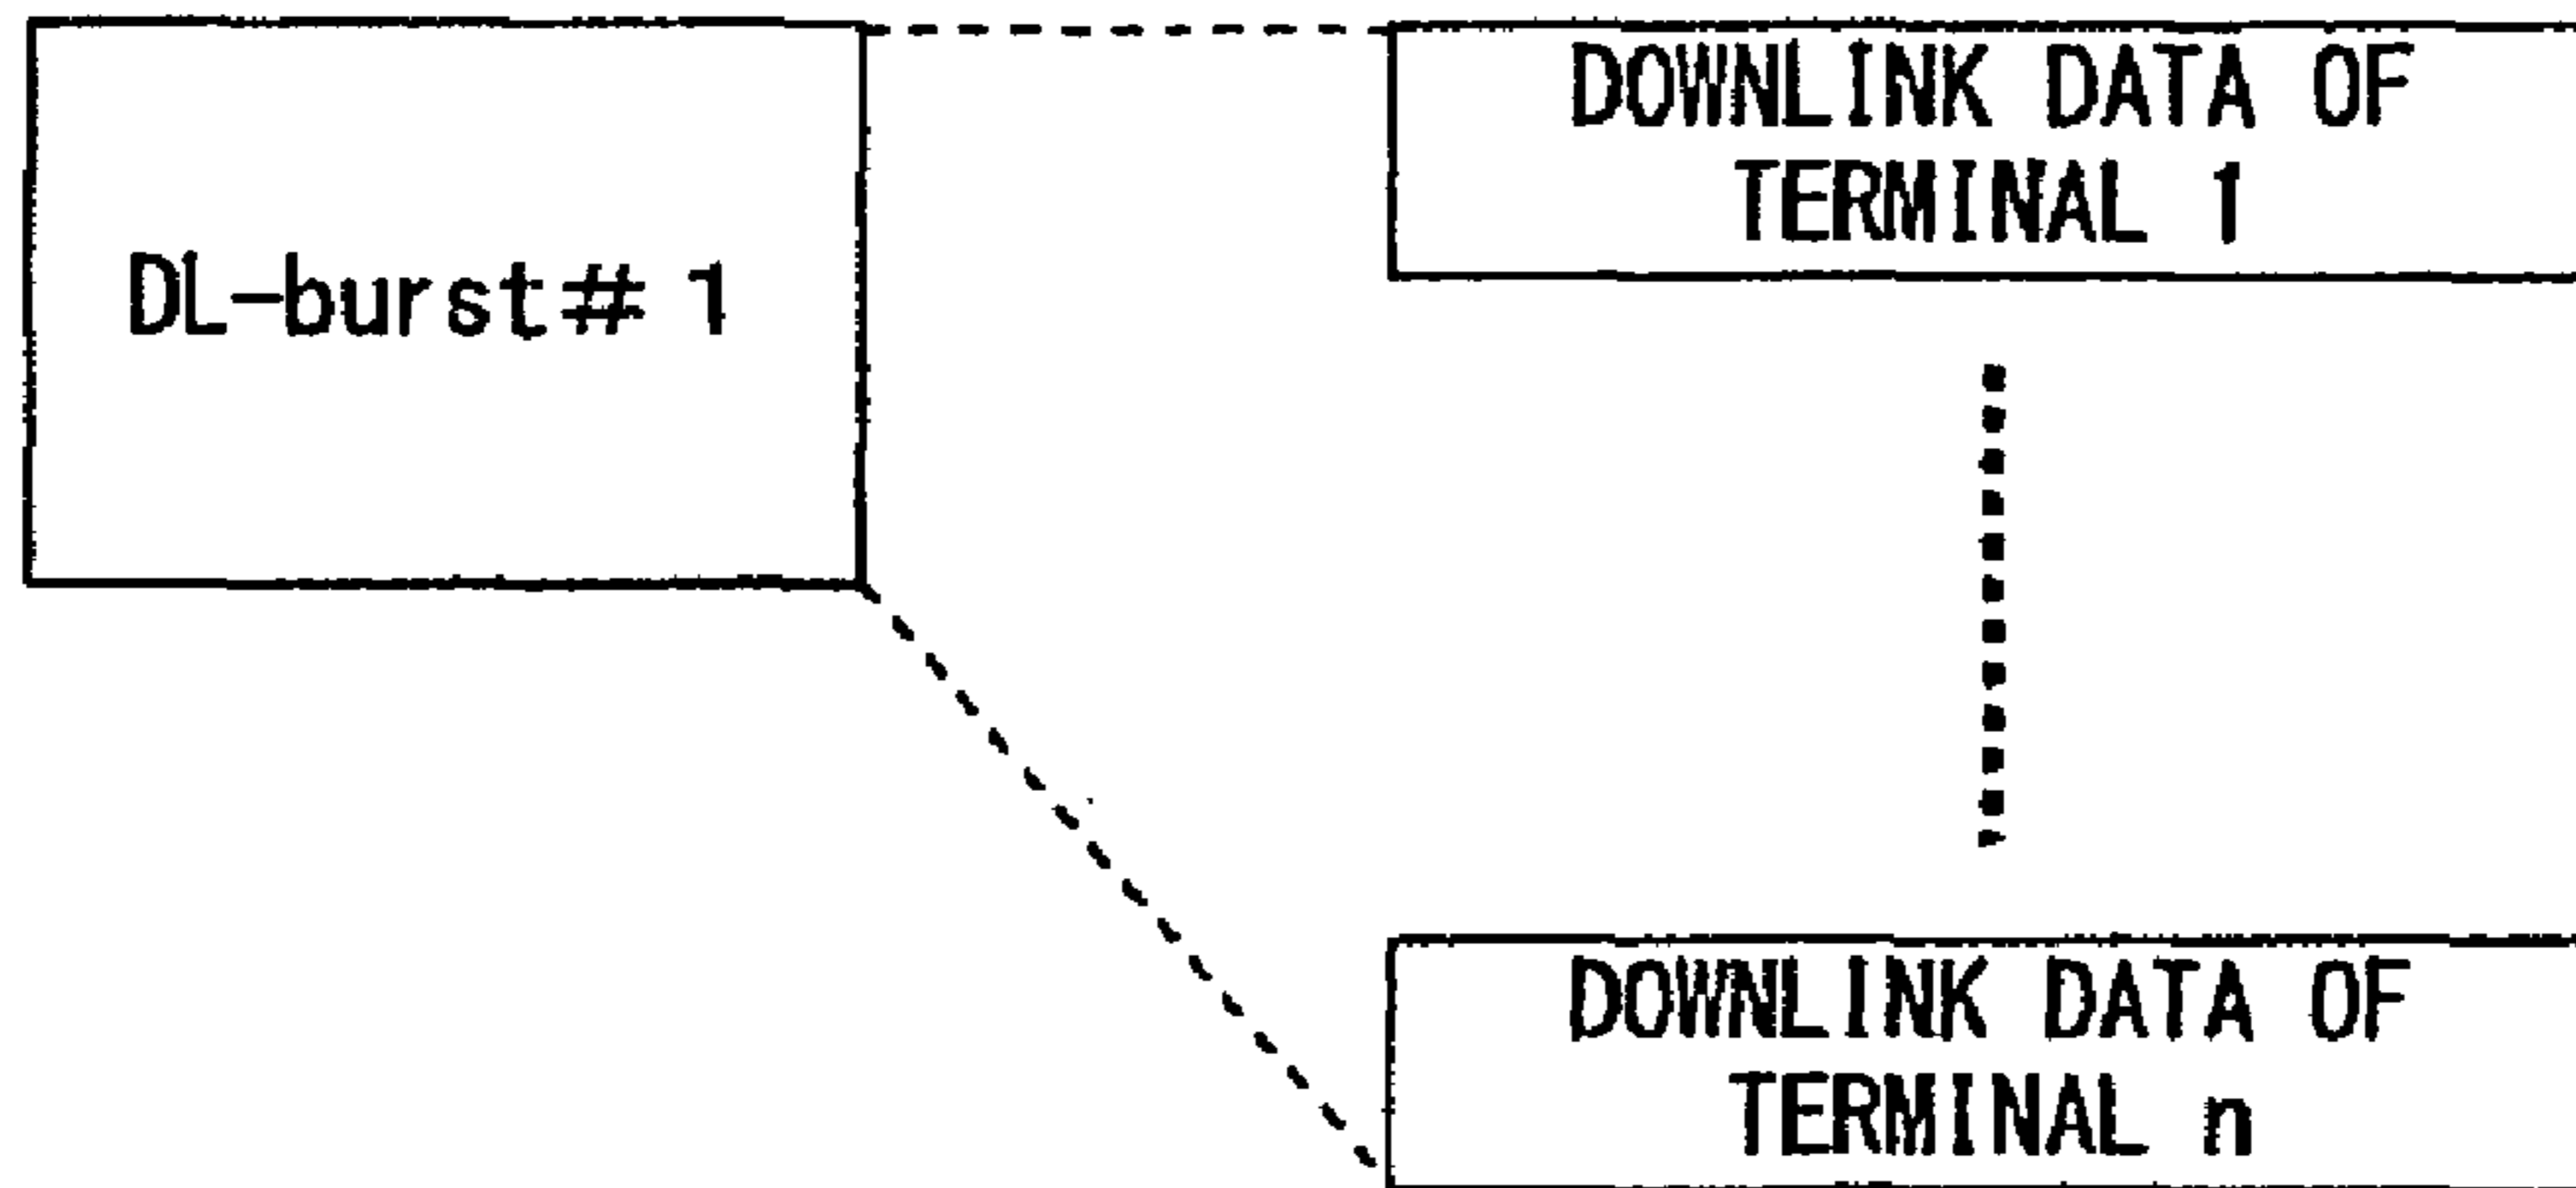 DL-burst# 1
DOWNLINK DATA OF
TERMINAL 1
DOWNLINK DATA OF
TERMINAL n